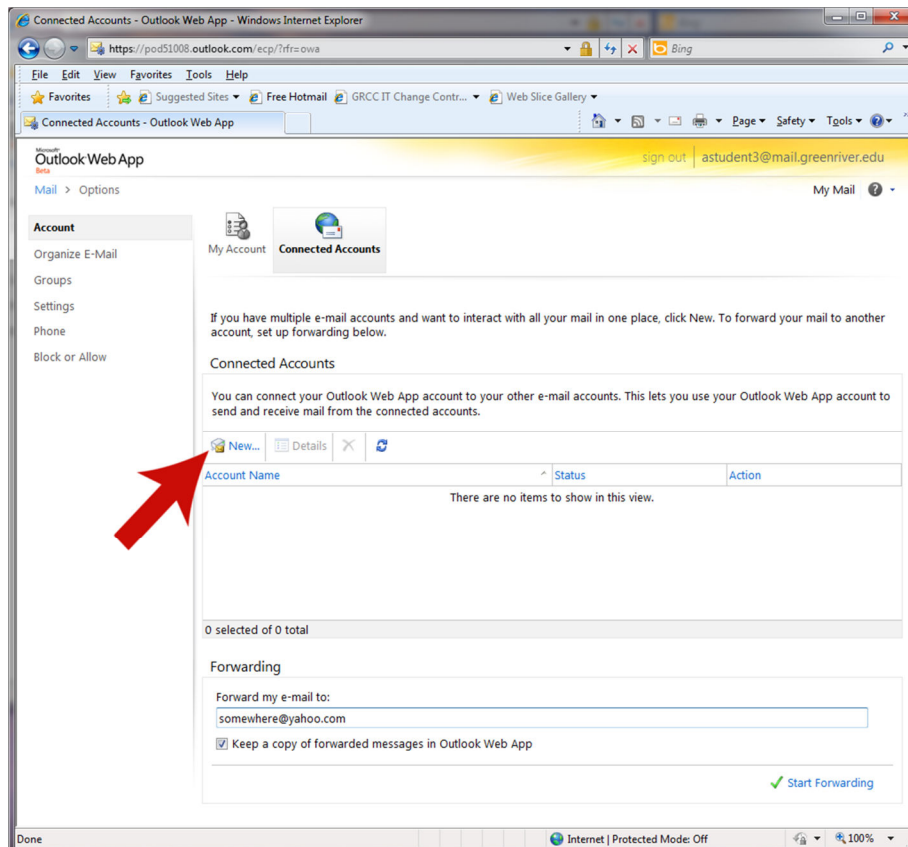 Connected Accounts - Outlook Web App - Windows Internet Explorer
https://pod51008.outlook.com/ecp/?rfr=owa
Bing
File Edit View Favorites Tools Help
Favorites Suggested Sites Free Hotmail GRCC IT Change Contr... Web Slice Gallery
Connected Accounts - Outlook Web App
Page Safety Tools
Microsoft
Outlook Web App
Beta
sign out astudent3@mail.greenriver.edu
Mail > Options
My Mail
Account
Organize E-Mail
Groups
Settings
Phone
Block or Allow
My Account Connected Accounts
If you have multiple e-mail accounts and want to interact with all your mail in one place, click New. To forward your mail to another
account, set up forwarding below.
Connected Accounts
You can connect your Outlook Web App account to your other e-mail accounts. This lets you use your Outlook Web App account to
send and receive mail from the connected accounts.
New... Details
Account Name Status Action
There are no items to show in this view.
0 selected of 0 total
Forwarding
Forward my e-mail to:
somewhere@yahoo.com
Keep a copy of forwarded messages in Outlook Web App
Start Forwarding
Done
Internet | Protected Mode: Off
100%